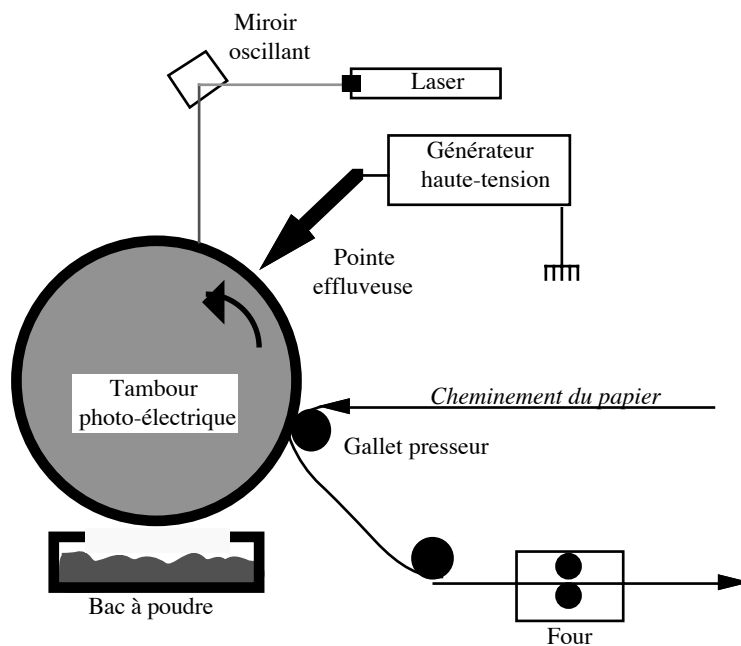 Miroir
oscillant
Laser
Générateur
haute-tension
Pointe
effluveuse
Tambour
photo-électrique
Cheminement du papier
Gallet presseur
Bac à poudre
Four